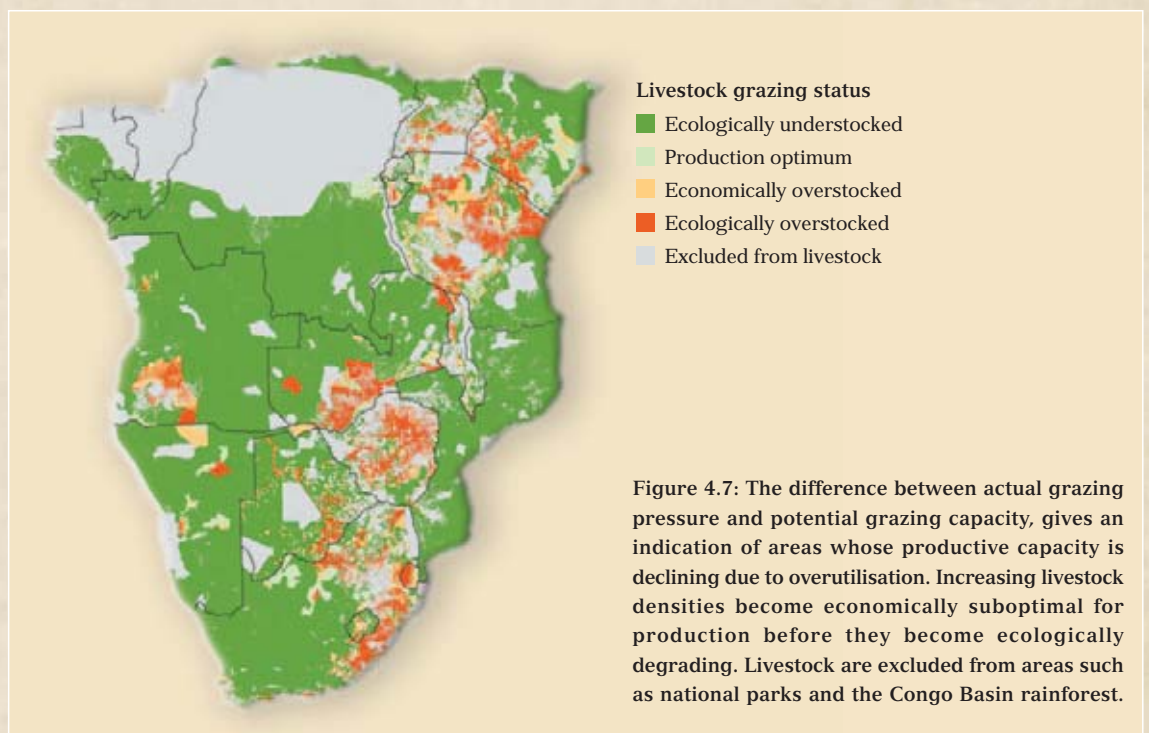 Livestock grazing status
Ecologically understocked
Production optimum
Economically overstocked
Ecologically overstocked
Excluded from livestock
Figure 4.7: The difference between actual grazing
pressure and potential grazing capacity, gives an
indication of areas whose productive capacity is
declining due to overutilisation. Increasing livestock
densities become economically suboptimal for
production before they become ecologically
degrading. Livestock are excluded from areas such
as national parks and the Congo Basin rainforest.